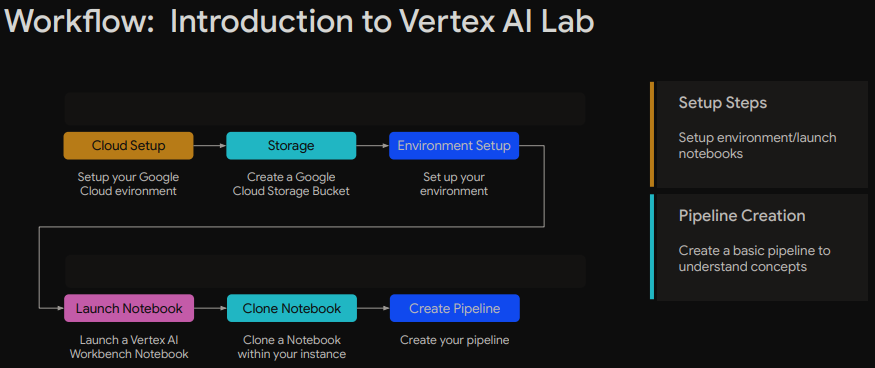 Workflow: Introduction to Vertex AI Lab
Cloud Setup
Setup your Google
Cloud evironment
Storage
Create a Google
Cloud Storage Bucket
Environment Setup
Set up your
environment
Launch Notebook
Launch a Vertex AI
Workbench Notebook
Clone Notebook
Clone a Notebook
within your instance
Create Pipeline
Create your pipeline
Setup Steps
Setup environment/launch
notebooks
Pipeline Creation
Create a basic pipeline to
understand concepts